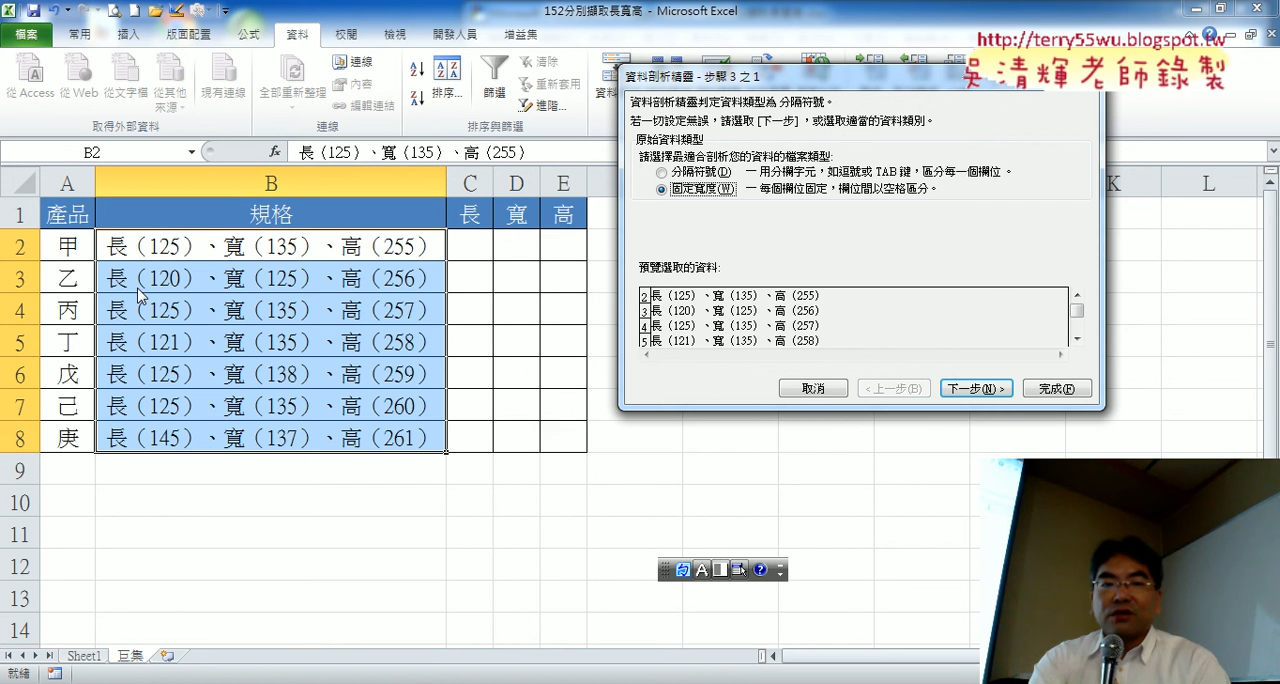 152分別擷取長寬高 - Microsoft Excel
檔案 常用 插入 版面配置 公式 資料 校閱 檢視 開發人員 增益集
http://terry55wu.blogspot.tw
吳清輝老師錄製
從 Access 從 Web 從文字檔 從其他來源 現有連線 全部重新整理 連線 內容 編輯連結 排序... 篩選 清除 重新套用 進階...
取得外部資料 連線 排序與篩選
B2 fx 長（125）、寬（135）、高（255）
A B C D E K L
1 產品 規格 長 寬 高
2 甲 長（125）、寬（135）、高（255）
3 乙 長（120）、寬（125）、高（256）
4 丙 長（125）、寬（135）、高（257）
5 丁 長（121）、寬（135）、高（258）
6 戊 長（125）、寬（138）、高（259）
7 己 長（125）、寬（135）、高（260）
8 庚 長（145）、寬（137）、高（261）
9
10
11
12
13
14
資料剖析精靈 - 步驟 3 之 1
資料剖析精靈判定資料類型為 分隔符號。
若一切設定無誤，請選取 [下一步]，或選取適當的資料類別。
原始資料類型
請選擇最適合剖析您的資料的檔案類型:
分隔符號(D) － 用分欄字元，如逗號或 TAB 鍵，區分每一個欄位。
固定寬度(W) － 每個欄位固定，欄位間以空格區分。
預覽選取的資料:
2 長（125）、寬（135）、高（255）
3 長（120）、寬（125）、高（256）
4 長（125）、寬（135）、高（257）
5 長（121）、寬（135）、高（258）
取消 < 上一步(B) 下一步(N) > 完成(F)
Sheet1 巨集
就緒